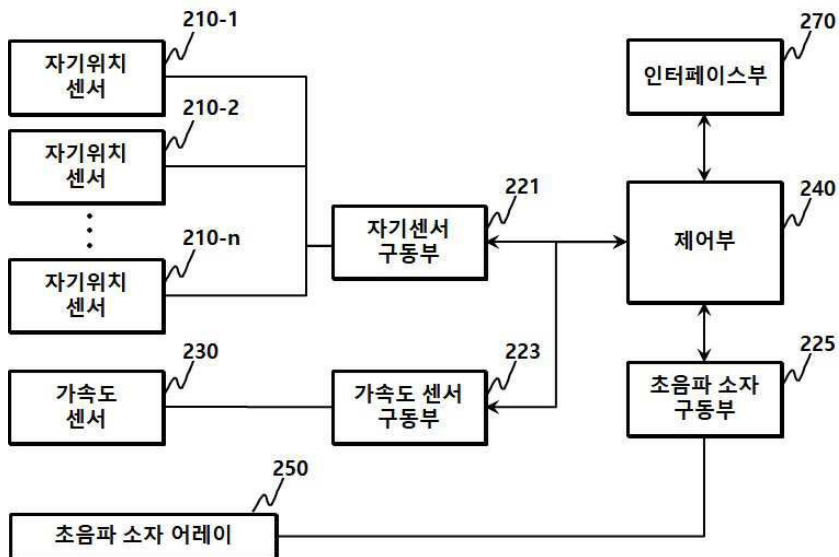 210-1
자기위치
센서
210-2
자기위치
센서
210-n
자기위치
센서
230
가속도
센서
250
초음파 소자 어레이
221
자기센서
구동부
223
가속도 센서
구동부
270
인터페이스부
240
제어부
225
초음파 소자
구동부